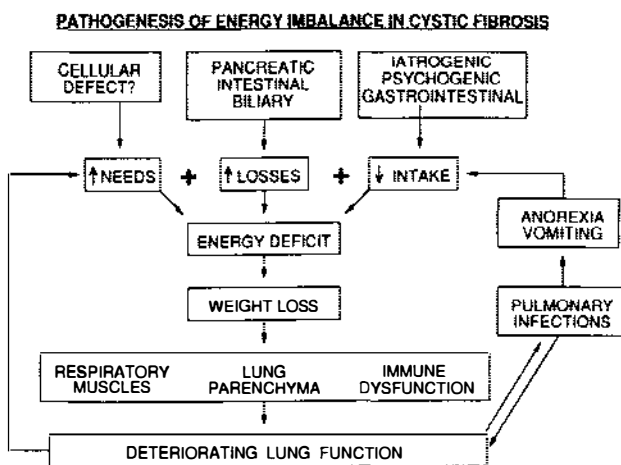 PATHOGENESIS OF ENERGY IMBALANCE IN CYSTIC FIBROSIS
CELLULAR
DEFECT?
PANCREATIC
INTESTINAL
BILIARY
IATROGENIC
PSYCHOGENIC
GASTROINTESTINAL
↑ NEEDS + ↑ LOSSES + ↓ INTAKE
ANOREXIA
VOMITING
ENERGY DEFICIT
WEIGHT LOSS
PULMONARY
INFECTIONS
RESPIRATORY
MUSCLES
LUNG
PARENCHYMA
IMMUNE
DYSFUNCTION
DETERIORATING LUNG FUNCTION